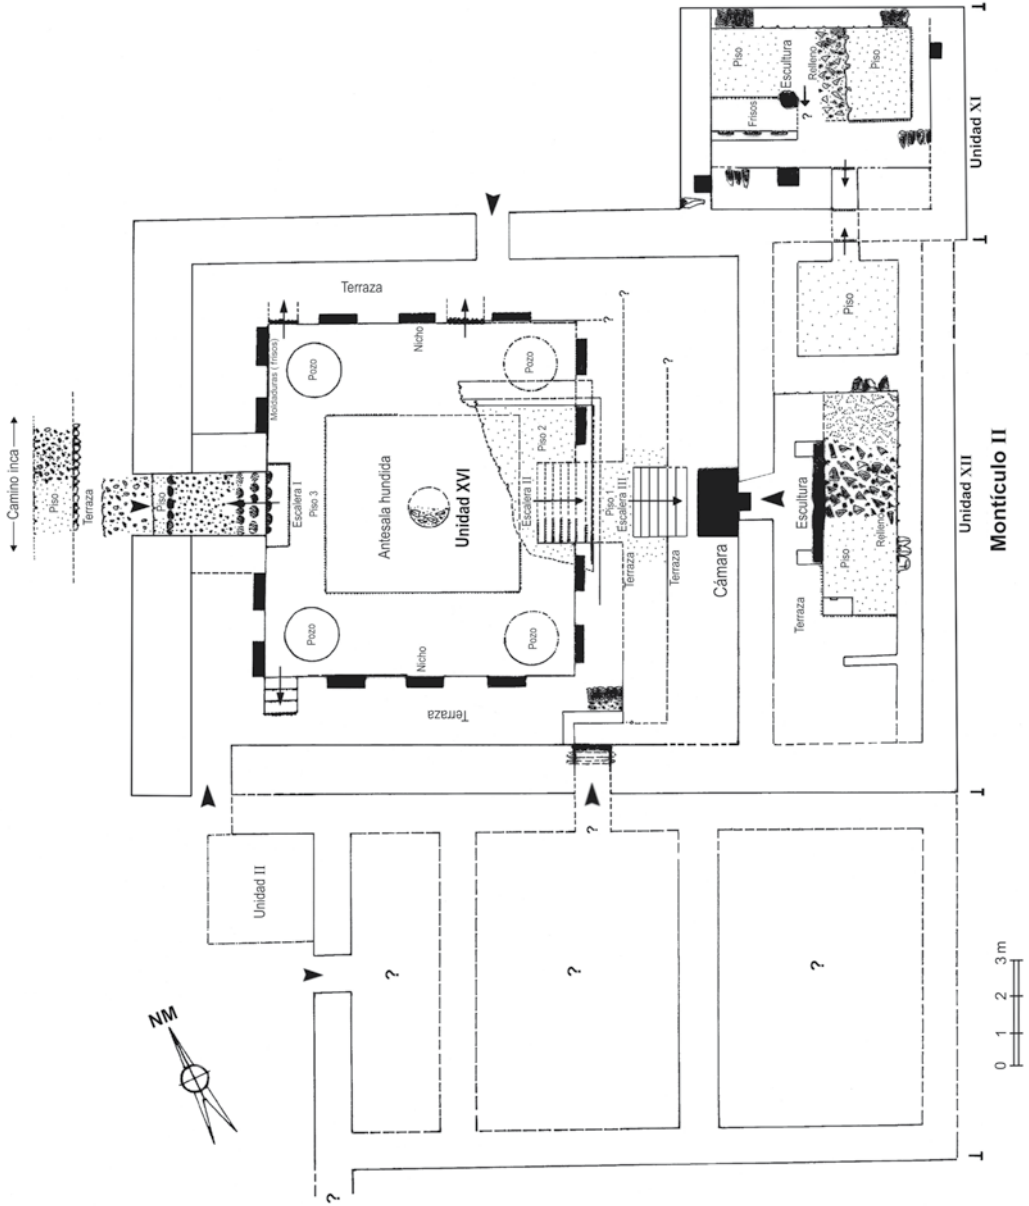 Camino inca
Piso
Terraza
Piso
Escalera I
Piso 3
Moldaduras ( frisos)
Terraza
Pozo
Pozo
Nicho
Antesala hundida
Unidad XVI
Pozo
Pozo
Nicho
Terraza
Piso 2
Escalera II
Piso 1
Escalera III
Terraza
Terraza
?
?
?
Cámara
Piso
Escultura
Relleno
Piso
Frisos
?
Unidad XI
Piso
Escultura
Terraza
Piso
Relleno
Unidad XII
Montículo II
Unidad II
?
?
?
?
?
NM
0 1 2 3 m